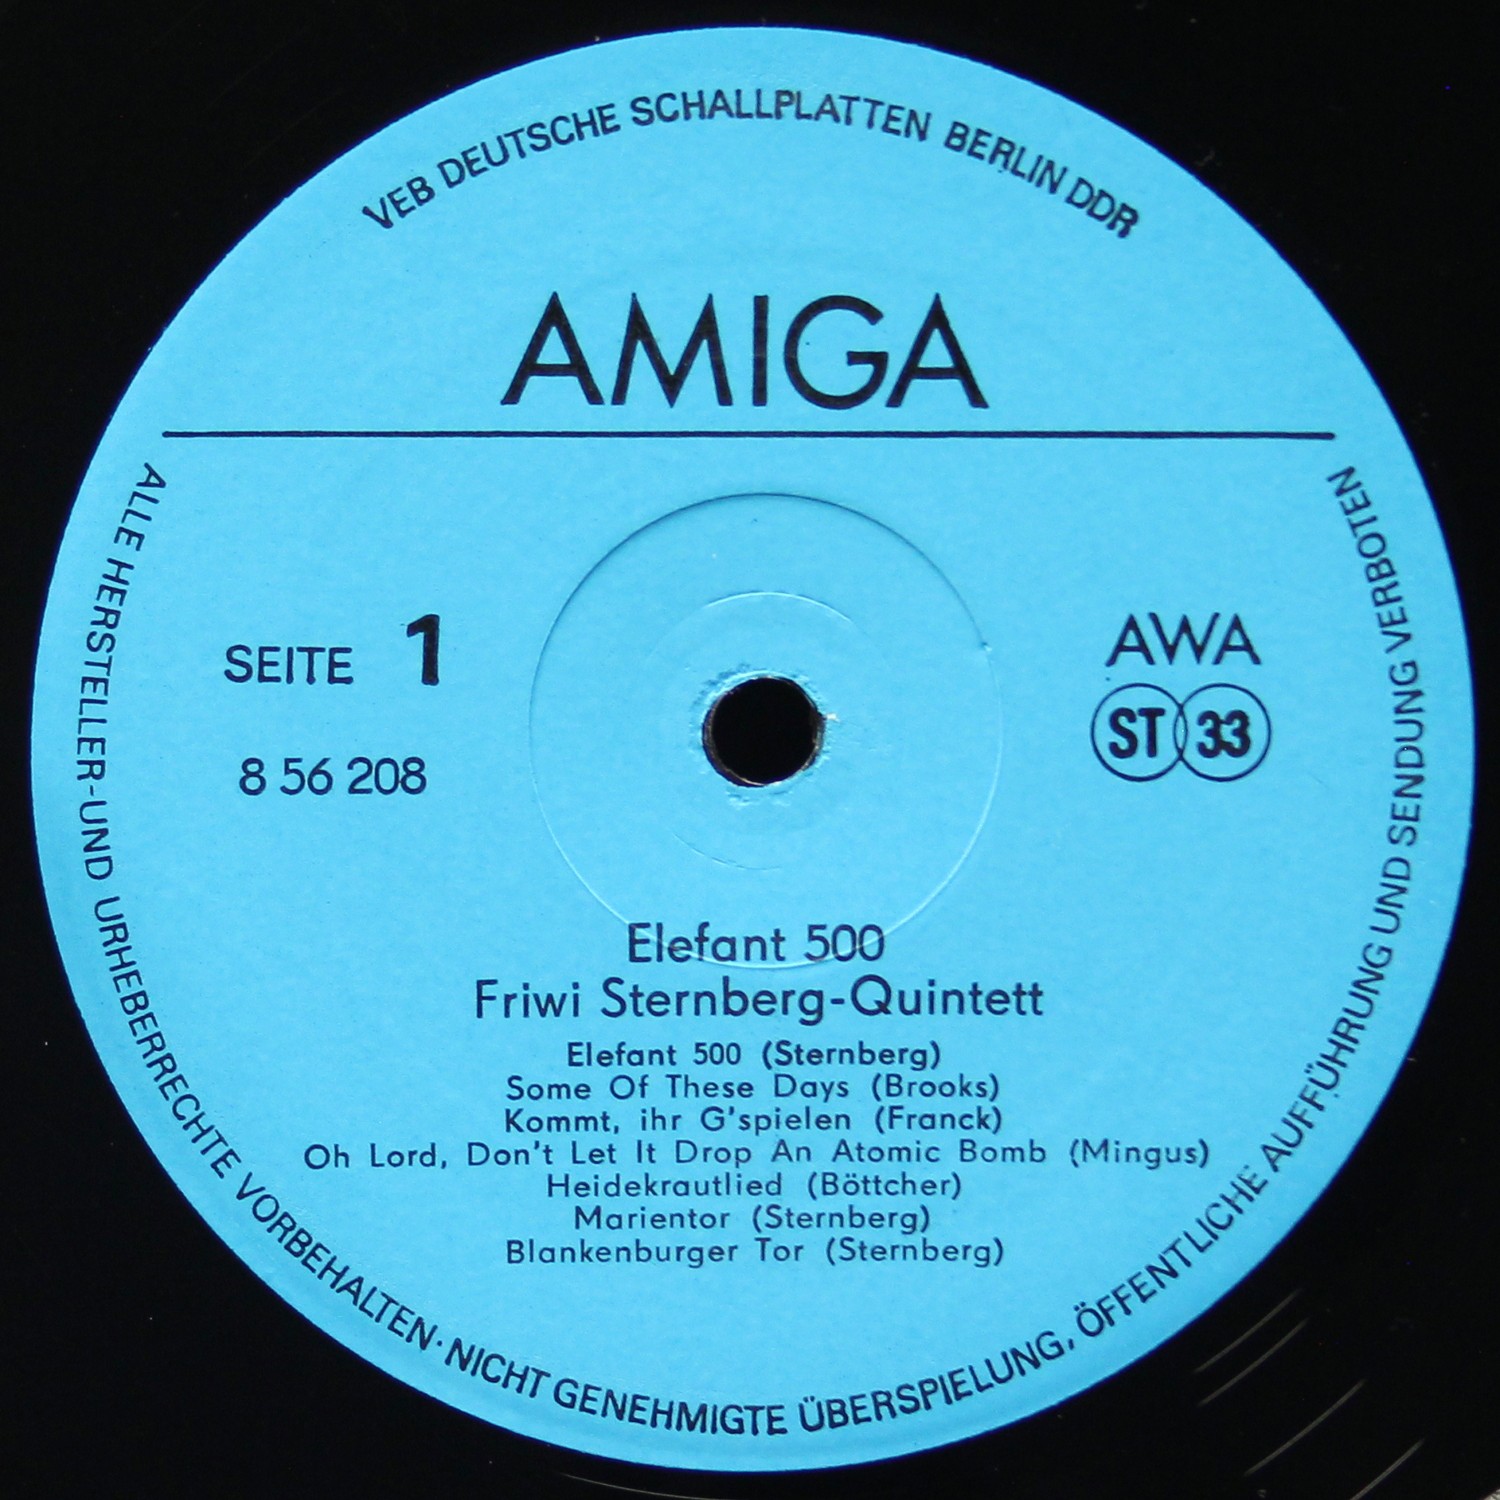 VEB DEUTSCHE SCHALLPLATTEN BERLIN DDR
AMIGA
SEITE 1
8 56 208
AWA
ST 33
Elefant 500
Friwi Sternberg-Quintett
Elefant 500 (Sternberg)
Some Of These Days (Brooks)
Kommt, ihr G'spielen (Franck)
Oh Lord, Don't Let It Drop An Atomic Bomb (Mingus)
Heidekrautlied (Böttcher)
Marientor (Sternberg)
Blankenburger Tor (Sternberg)
ALLE HERSTELLER-UND URHEBERRECHTE VORBEHALTEN· NICHT GENEHMIGTE ÜBERSPIELUNG, ÖFFENTLICHE AUFFÜHRUNG UND SENDUNG VERBOTEN